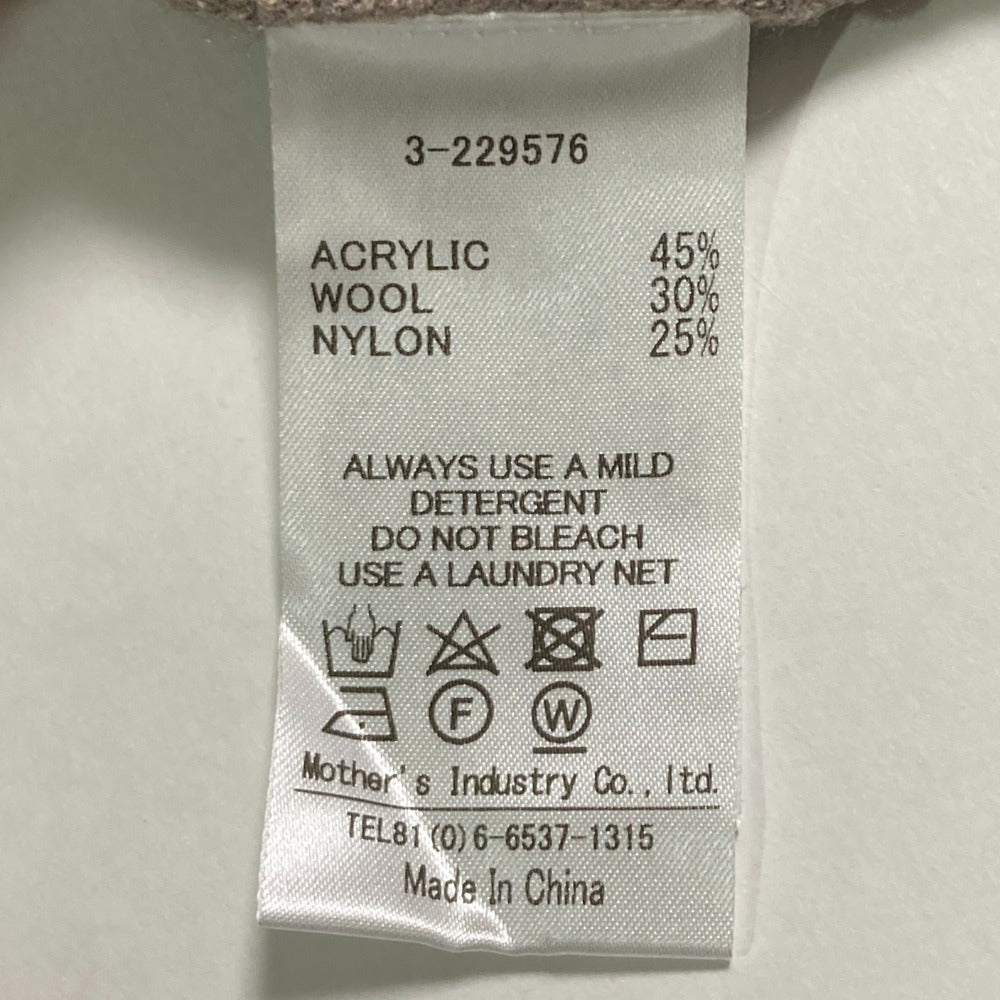 3-229576
ACRYLIC 45%
WOOL 30%
NYLON 25%
ALWAYS USE A MILD
DETERGENT
DO NOT BLEACH
USE A LAUNDRY NET
F W
Mother's Industry Co., ltd.
TEL81(0)6-6537-1315
Made In China